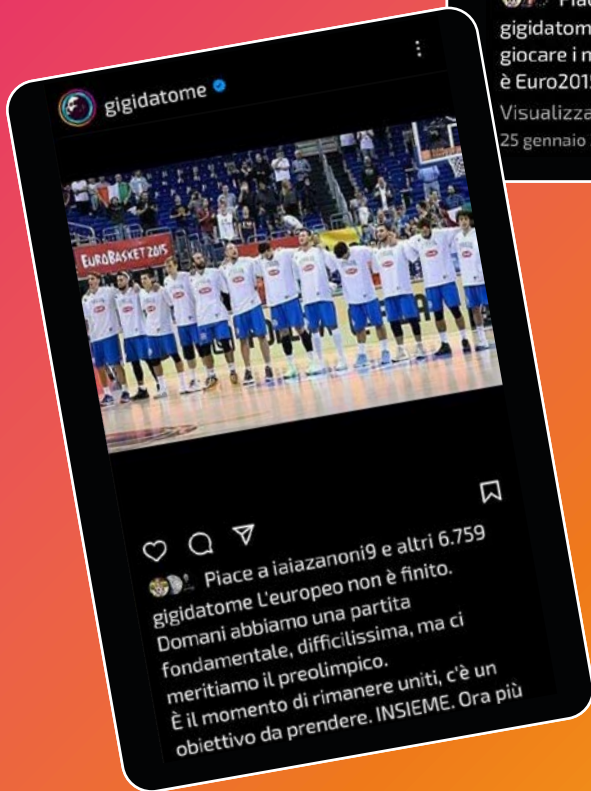 gigidatom
giocare i m
è Euro2015
Visualizza
25 gennaio
gigidatome
EUROBASKET 2015
Piace a iaiazanoni9 e altri 6.759
gigidatome L'europeo non è finito.
Domani abbiamo una partita
fondamentale, difficilissima, ma ci
meritiamo il preolimpico.
È il momento di rimanere uniti, c'è un
obiettivo da prendere. INSIEME. Ora più